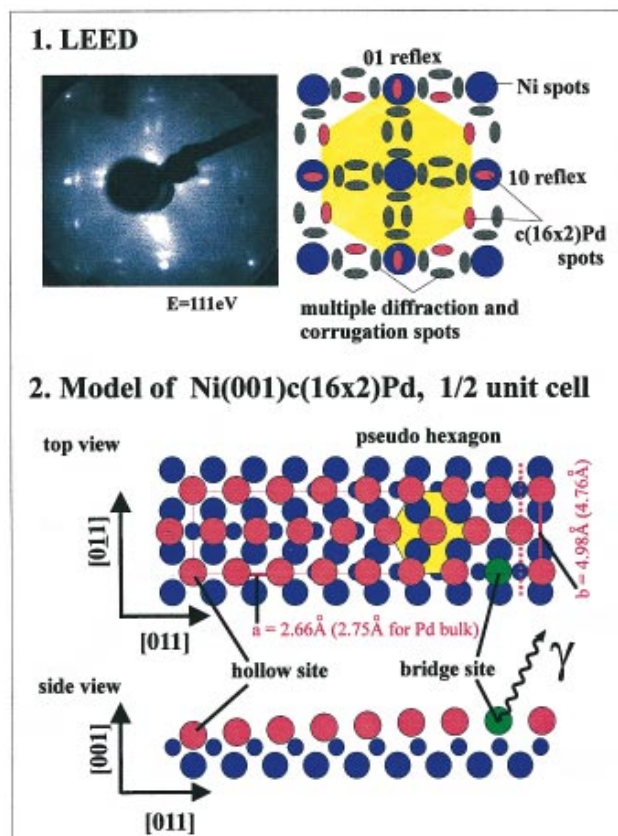 1. LEED
01 reflex
Ni spots
10 reflex
c(16x2)Pd
spots
E=111eV
multiple diffraction and
corrugation spots
2. Model of Ni(001)c(16x2)Pd, 1/2 unit cell
top view
pseudo hexagon
[011]
b = 4.98Å (4.76Å)
[011]
a = 2.66Å (2.75Å for Pd bulk)
hollow site
bridge site
γ
side view
[001]
[011]